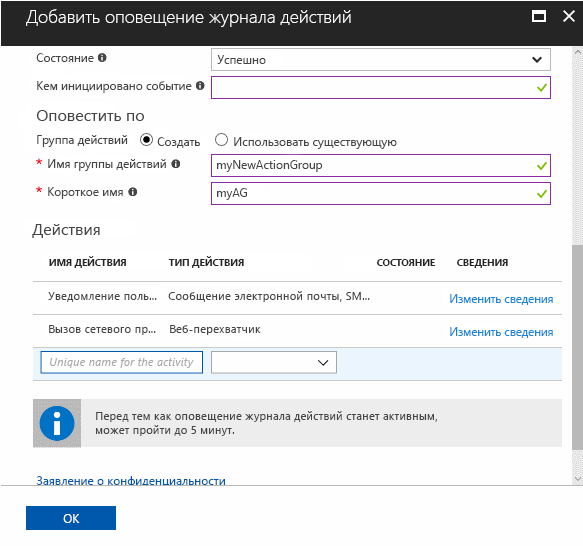 Добавить оповещение журнала действий
Состояние
Успешно
Кем инициировано событие
Оповестить по
Группа действий Создать Использовать существующую
* Имя группы действий myNewActionGroup
* Короткое имя myAG
Действия
ИМЯ ДЕЙСТВИЯ ТИП ДЕЙСТВИЯ СОСТОЯНИЕ СВЕДЕНИЯ
Уведомление поль... Сообщение электронной почты, SM... Изменить сведения
Вызов сетевого пр... Веб-перехватчик Изменить сведения
Unique name for the activity
Перед тем как оповещение журнала действий станет активным,
может пройти до 5 минут.
Заявление о конфиденциальности
ОК